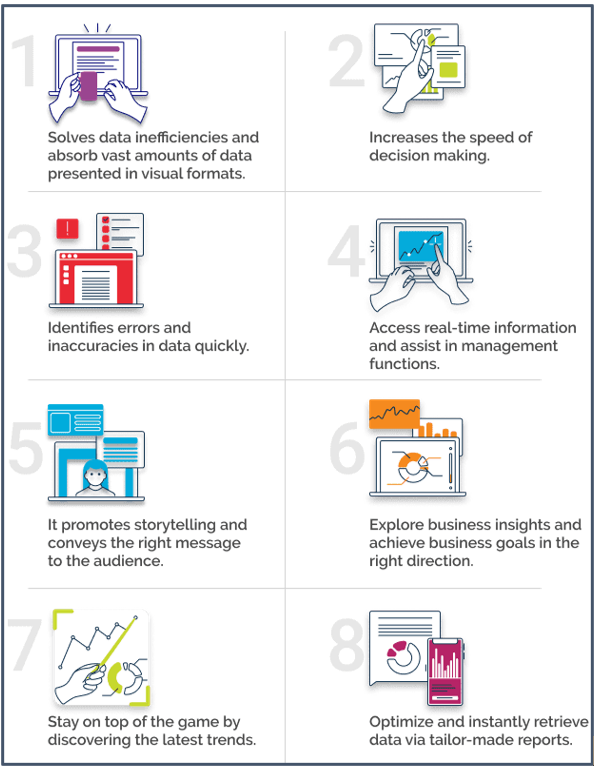 1
Solves data inefficiencies and
absorb vast amounts of data
presented in visual formats.
2
Increases the speed of
decision making.
3
!
Identifies errors and
inaccuracies in data quickly.
4
Access real-time information
and assist in management
functions.
5
It promotes storytelling and
conveys the right message
to the audience.
6
Explore business insights and
achieve business goals in the
right direction.
7
Stay on top of the game by
discovering the latest trends.
8
Optimize and instantly retrieve
data via tailor-made reports.